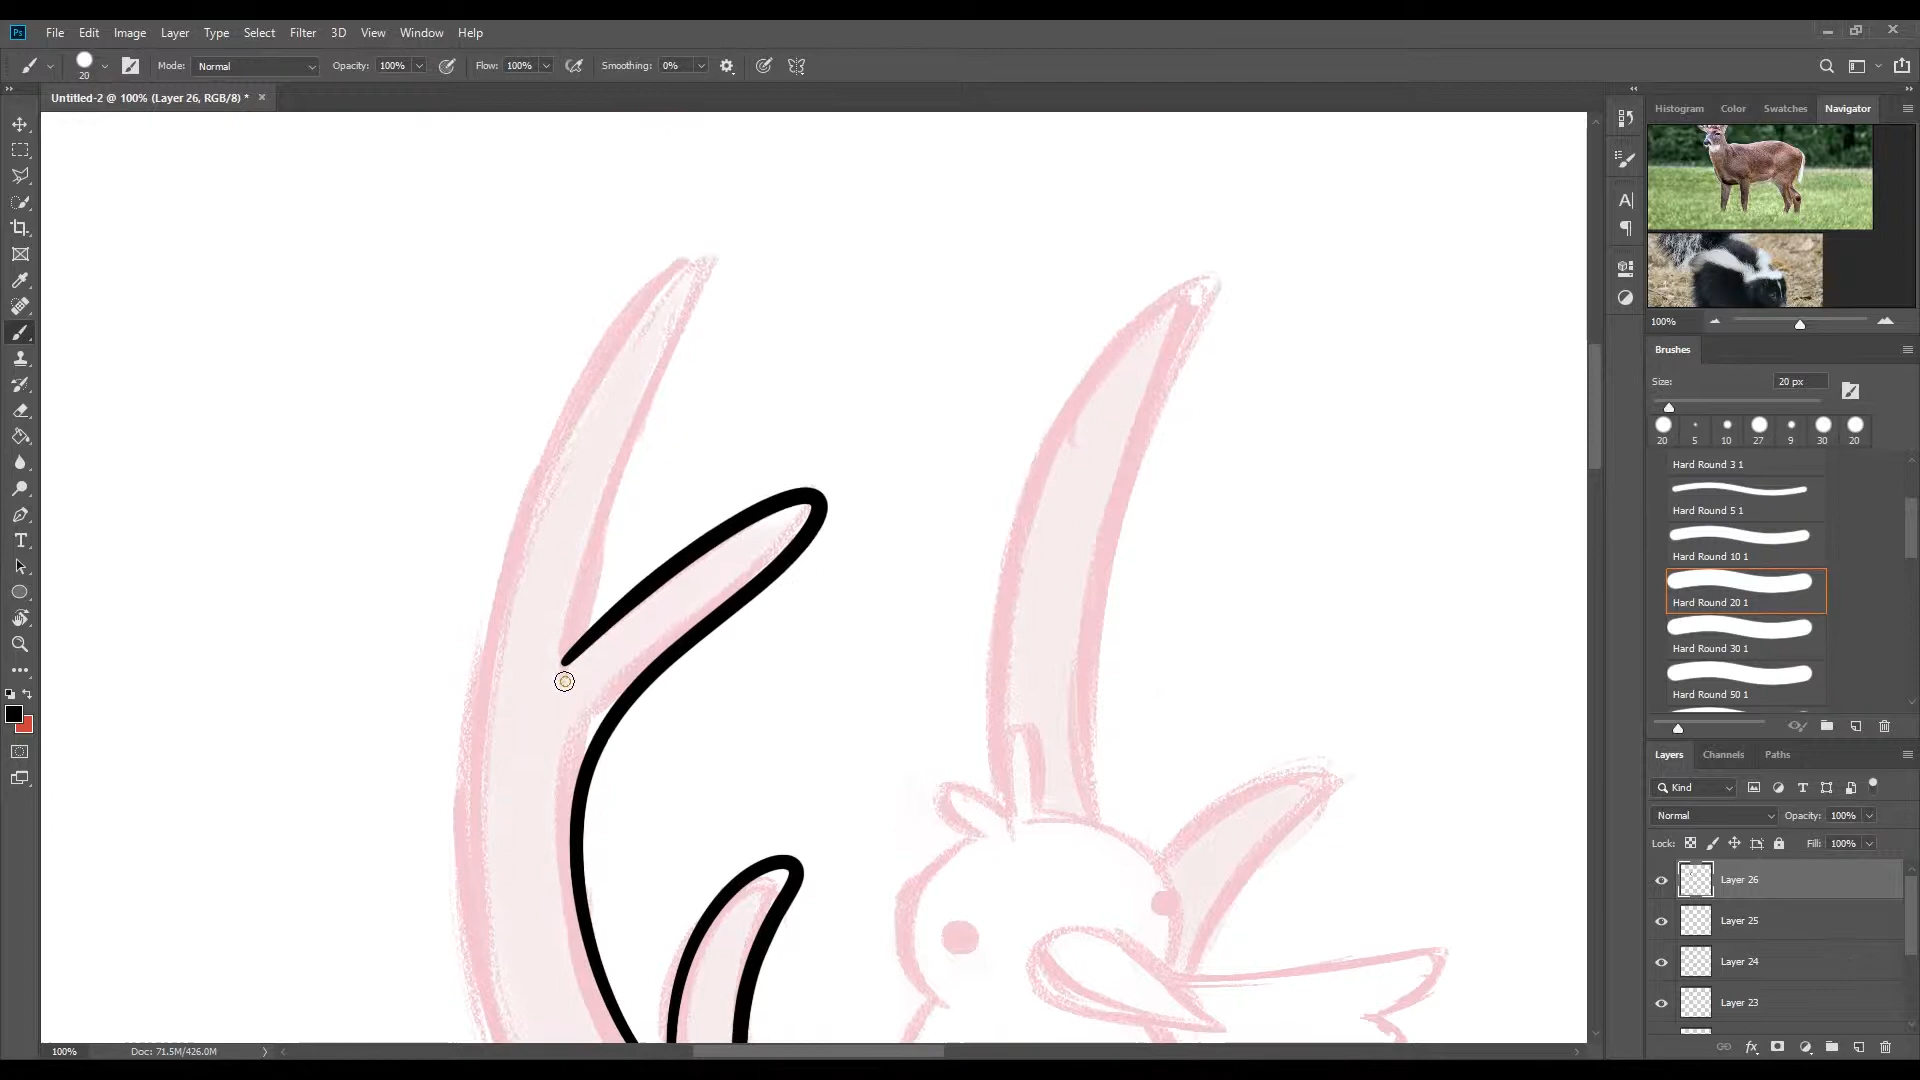 Ps File Edit Image Layer Type Select Filter 3D View Window Help
20 Mode: Normal Opacity: 100% Flow: 100% Smoothing: 0%
Untitled-2 @ 100% (Layer 26, RGB/8) *
Histogram Color Swatches Navigator
100%
Brushes
Size: 20 px
20 5 10 27 9 30 20
Hard Round 3 1
Hard Round 5 1
Hard Round 10 1
Hard Round 20 1
Hard Round 30 1
Hard Round 50 1
Layers Channels Paths
Kind
Normal Opacity: 100%
Lock: Fill: 100%
Layer 26
Layer 25
Layer 24
Layer 23
100% Doc: 71.5M/426.0M